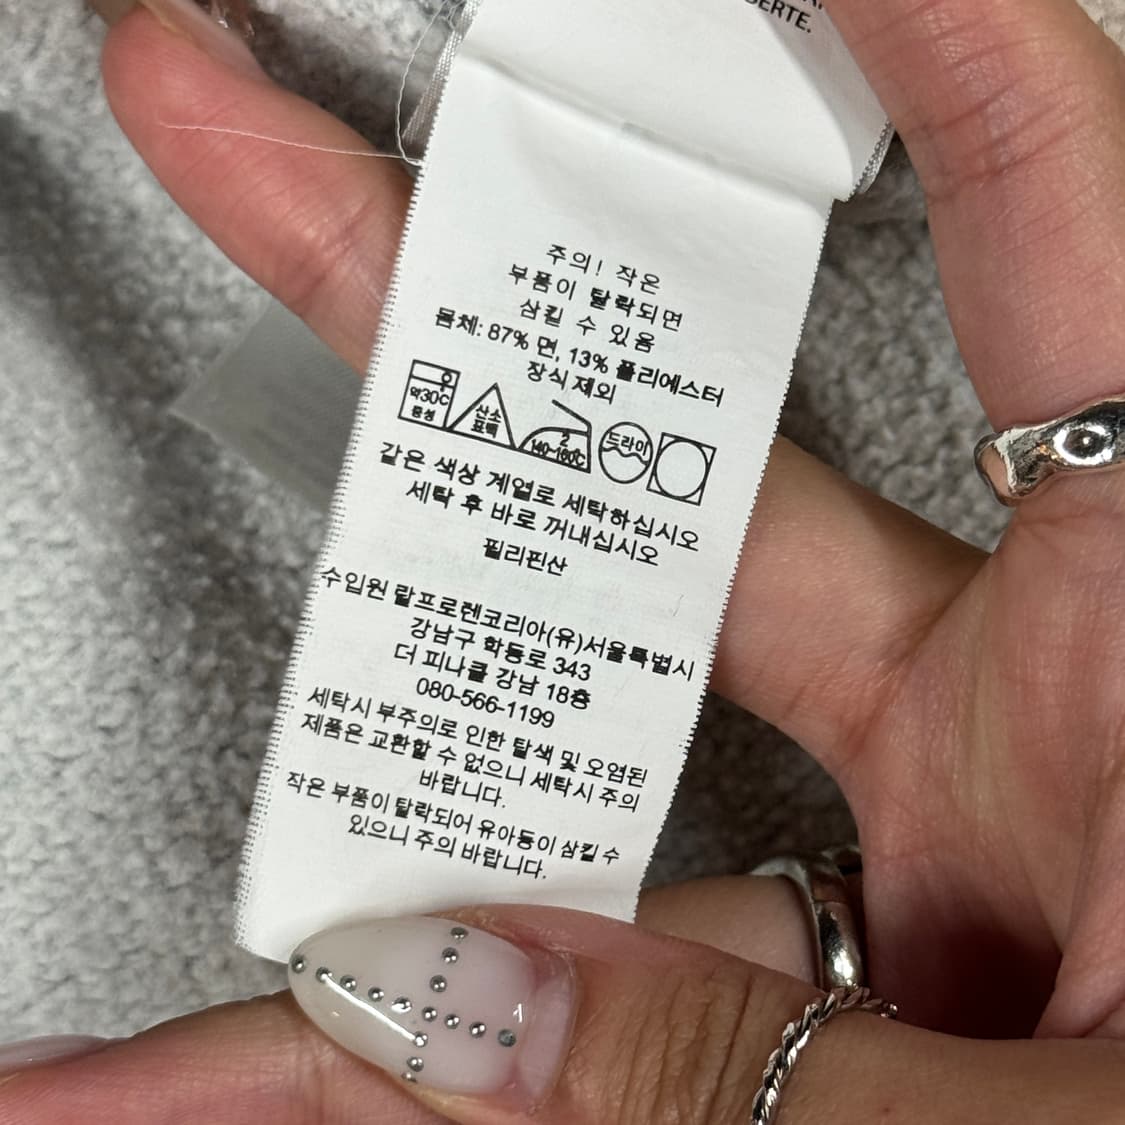 SERTE.
주의! 작은
부품이 탈락되면
삼킬 수 있음
몸체: 87% 면, 13% 폴리에스터
장식 제외
약30℃
중성
산소
표백
2
140-160℃
드라이
같은 색상 계열로 세탁하십시오
세탁 후 바로 꺼내십시오
필리핀산
수입원 랄프로렌코리아(유)서울특별시
강남구 학동로 343
더 피나클 강남 18층
080-566-1199
세탁시 부주의로 인한 탈색 및 오염된
제품은 교환할 수 없으니 세탁시 주의
바랍니다.
작은 부품이 탈락되어 유아등이 삼킬 수
있으니 주의 바랍니다.